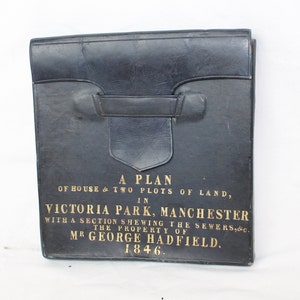 A PLAN
OF HOUSE & TWO PLOTS OF LAND,
IN
VICTORIA PARK, MANCHESTER
WITH A SECTION SHEWING THE SEWERS, &c.
THE PROPERTY OF
MR GEORGE HADFIELD.
1846.